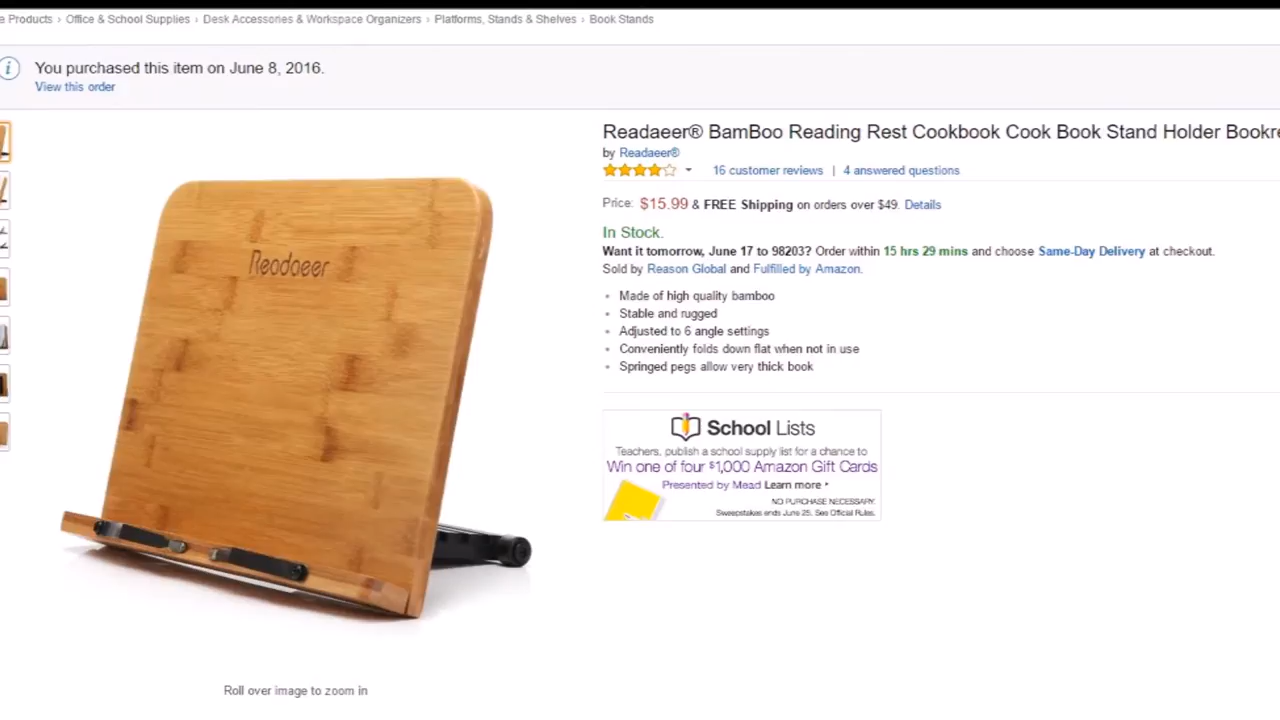 e Products › Office & School Supplies › Desk Accessories & Workspace Organizers › Platforms, Stands & Shelves › Book Stands
i
You purchased this item on June 8, 2016.
View this order
Readaeer® BamBoo Reading Rest Cookbook Cook Book Stand Holder Bookre
by Readaeer®
16 customer reviews | 4 answered questions
Price: $15.99 & FREE Shipping on orders over $49. Details
In Stock.
Want it tomorrow, June 17 to 98203? Order within 15 hrs 29 mins and choose Same-Day Delivery at checkout.
Sold by Reason Global and Fulfilled by Amazon.
• Made of high quality bamboo
• Stable and rugged
• Adjusted to 6 angle settings
• Conveniently folds down flat when not in use
• Springed pegs allow very thick book
School Lists
Teachers, publish a school supply list for a chance to
Win one of four $1,000 Amazon Gift Cards
Presented by Mead Learn more ›
NO PURCHASE NECESSARY.
Sweepstakes ends June 25. See Official Rules.
Readaeer
Roll over image to zoom in